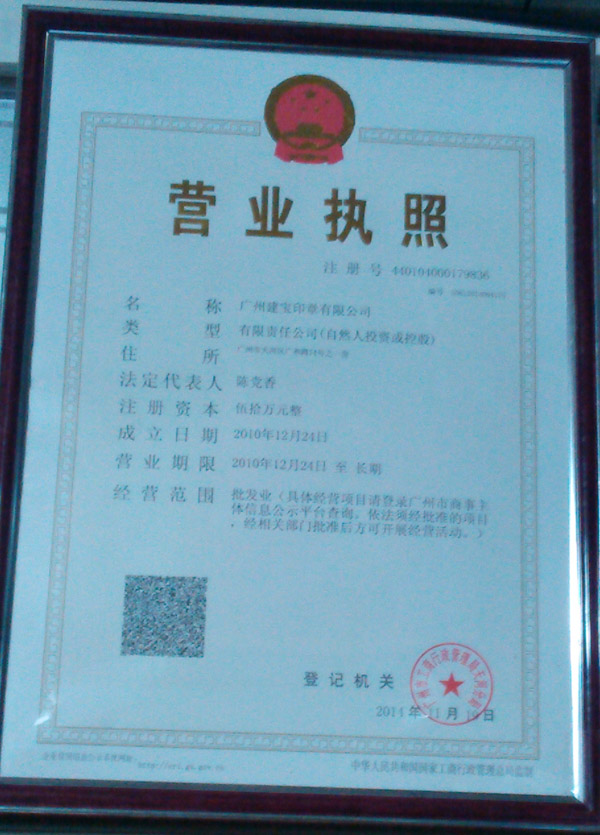 营业执照
注册号 440104000179836
编号
名称 广州建宝印章有限公司
类型 有限责任公司(自然人投资或控股)
住所
法定代表人 陈竞香
注册资本 伍拾万元整
成立日期 2010年12月24日
营业期限 2010年12月24日 至 长期
经营范围 批发业（具体经营项目请登录广州市商事主
体信息公示平台查询。依法须经批准的项目
，经相关部门批准后方可开展经营活动。）
登记机关
2014年11月
日
中华人民共和国国家工商行政管理总局监制